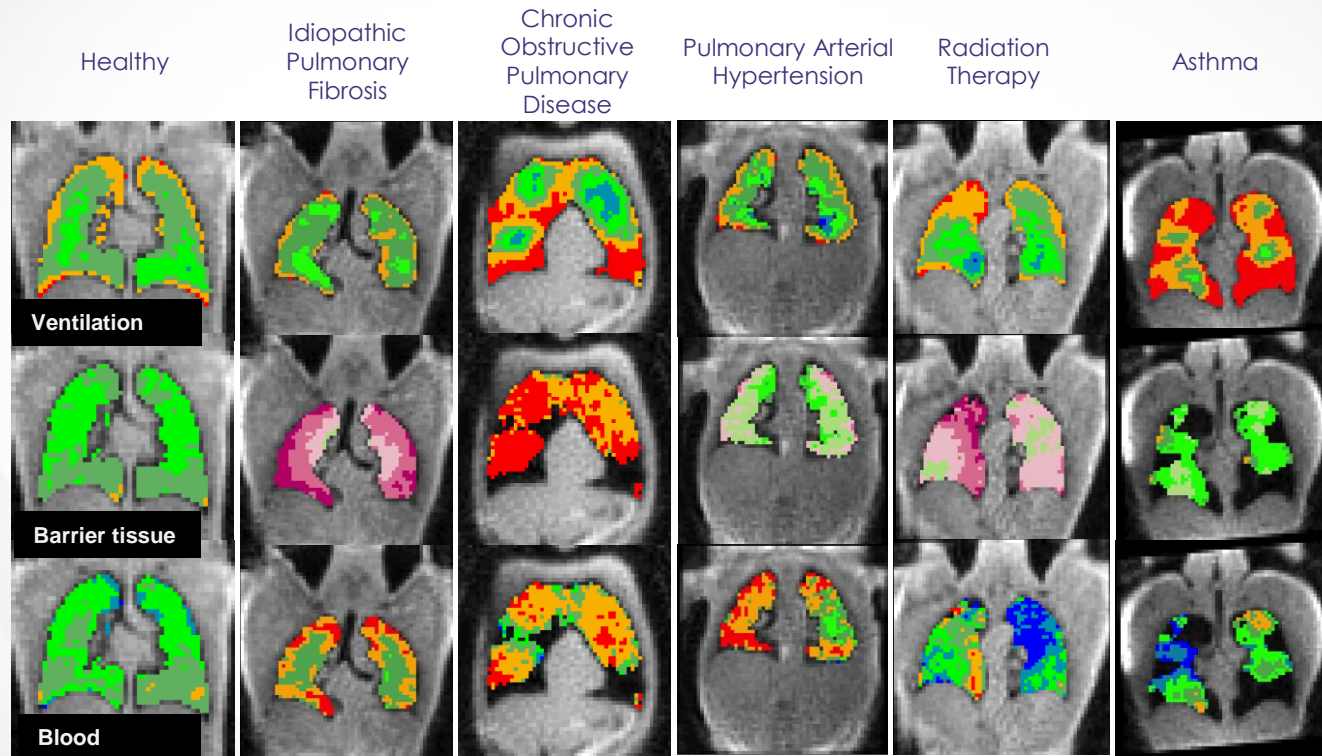 Healthy
Idiopathic
Pulmonary
Fibrosis
Chronic
Obstructive
Pulmonary
Disease
Pulmonary Arterial
Hypertension
Radiation
Therapy
Asthma
Ventilation
Barrier tissue
Blood